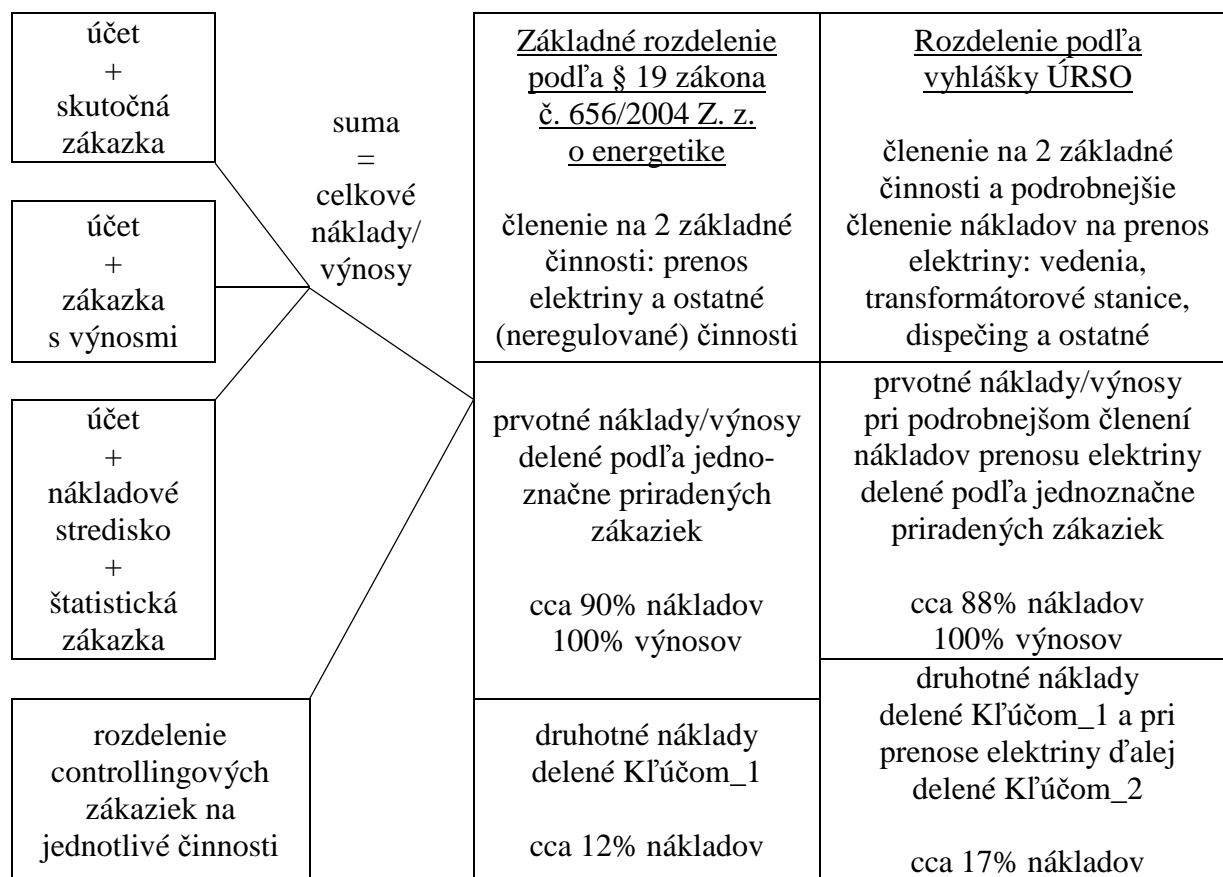 účet
+
skutočná
zákazka
účet
+
zákazka
s výnosmi
účet
+
nákladové
stredisko
+
štatistická
zákazka
rozdelenie
controllingových
zákaziek na
jednotlivé činnosti
suma
=
celkové
náklady/
výnosy
Základné rozdelenie
podľa § 19 zákona
č. 656/2004 Z. z.
o energetike
členenie na 2 základné
činnosti: prenos
elektriny a ostatné
(neregulované) činnosti
prvotné náklady/výnosy
delené podľa jedno-
značne priradených
zákaziek
cca 90% nákladov
100% výnosov
druhotné náklady
delené Kľúčom_1
cca 12% nákladov
Rozdelenie podľa
vyhlášky ÚRSO
členenie na 2 základné
činnosti a podrobnejšie
členenie nákladov na prenos
elektriny: vedenia,
transformátorové stanice,
dispečing a ostatné
prvotné náklady/výnosy
pri podrobnejšom členení
nákladov prenosu elektriny
delené podľa jednoznačne
priradených zákaziek
cca 88% nákladov
100% výnosov
druhotné náklady
delené Kľúčom_1 a pri
prenose elektriny ďalej
delené Kľúčom_2
cca 17% nákladov